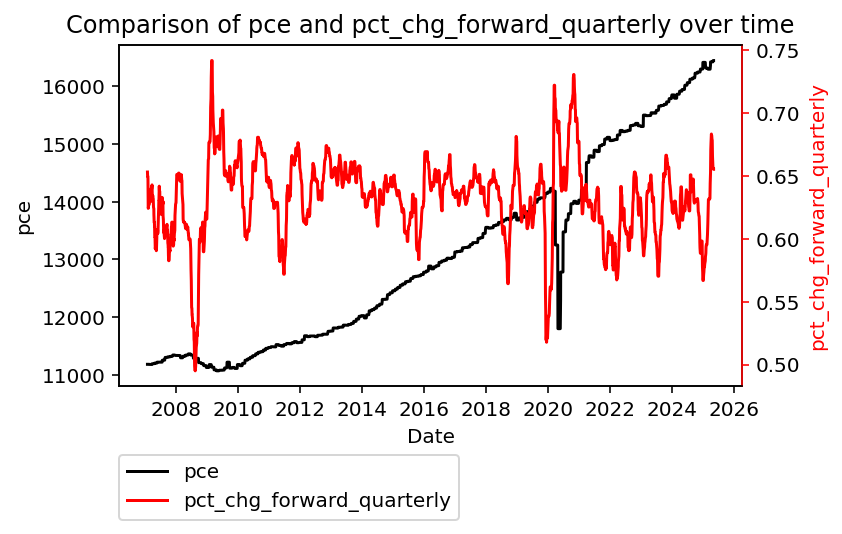 Comparison of pce and pct_chg_forward_quarterly over time
pce
16000
15000
14000
13000
12000
11000
0.75
0.70
0.65
0.60
0.55
0.50
pct_chg_forward_quarterly
2008 2010 2012 2014 2016 2018 2020 2022 2024 2026
Date
pce
pct_chg_forward_quarterly